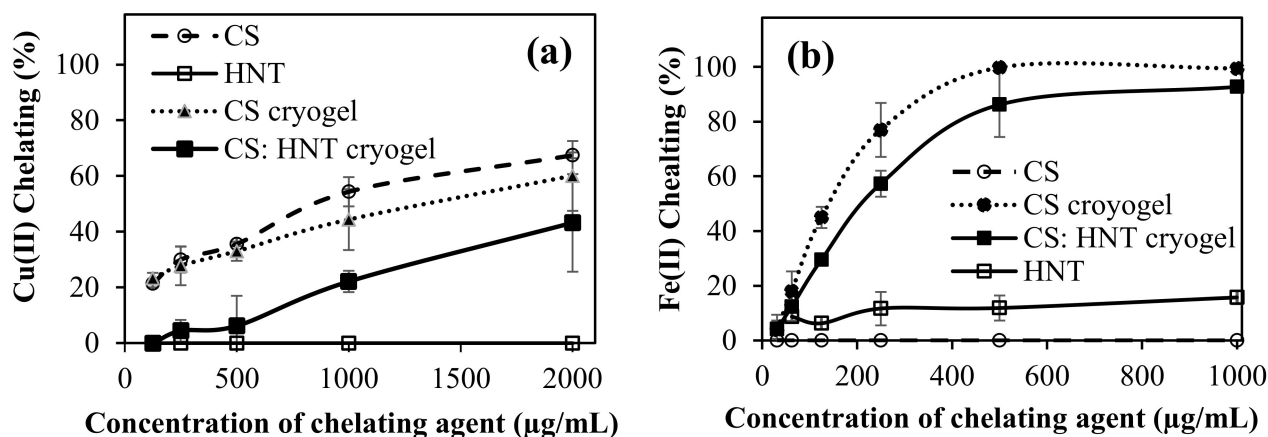 (a)
Cu(II) Chelating (%)
CS
HNT
CS cryogel
CS: HNT cryogel
100
80
60
40
20
0
0 500 1000 1500 2000
Concentration of chelating agent (μg/mL)
(b)
Fe(II) Chealting (%)
100
80
60
40
20
0
CS
CS croyogel
CS: HNT cryogel
HNT
0 200 400 600 800 1000
Concentration of chelating agent (μg/mL)